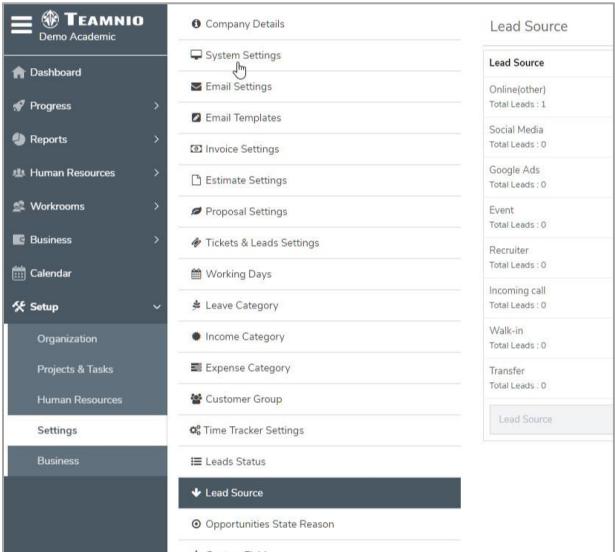 TEAMNIO
Demo Academic
Dashboard
Progress
Reports
Human Resources
Workrooms
Business
Calendar
Setup
Organization
Projects & Tasks
Human Resources
Settings
Business
Company Details
System Settings
Email Settings
Email Templates
Invoice Settings
Estimate Settings
Proposal Settings
Tickets & Leads Settings
Working Days
Leave Category
Income Category
Expense Category
Customer Group
Time Tracker Settings
Leads Status
Lead Source
Opportunities State Reason
Lead Source
Lead Source
Online(other)
Total Leads : 1
Social Media
Total Leads : 0
Google Ads
Total Leads : 0
Event
Total Leads : 0
Recruiter
Total Leads : 0
Incoming call
Total Leads : 0
Walk-in
Total Leads : 0
Transfer
Total Leads : 0
Lead Source